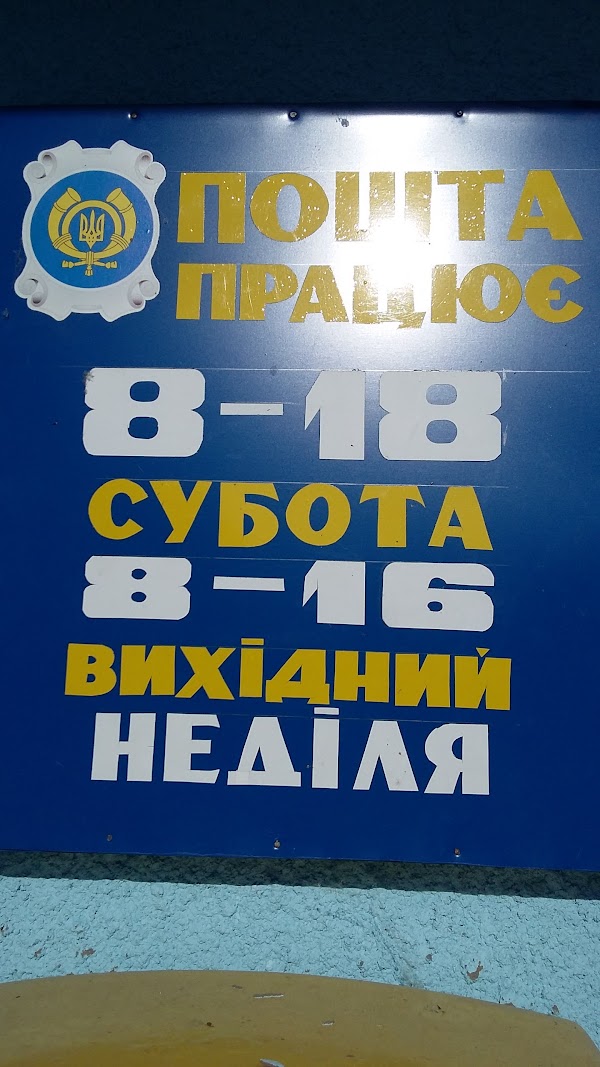 ПОШТА
ПРАЦЮЄ
8-18
СУБОТА
8-16
ВИХІДНИЙ
НЕДІЛЯ